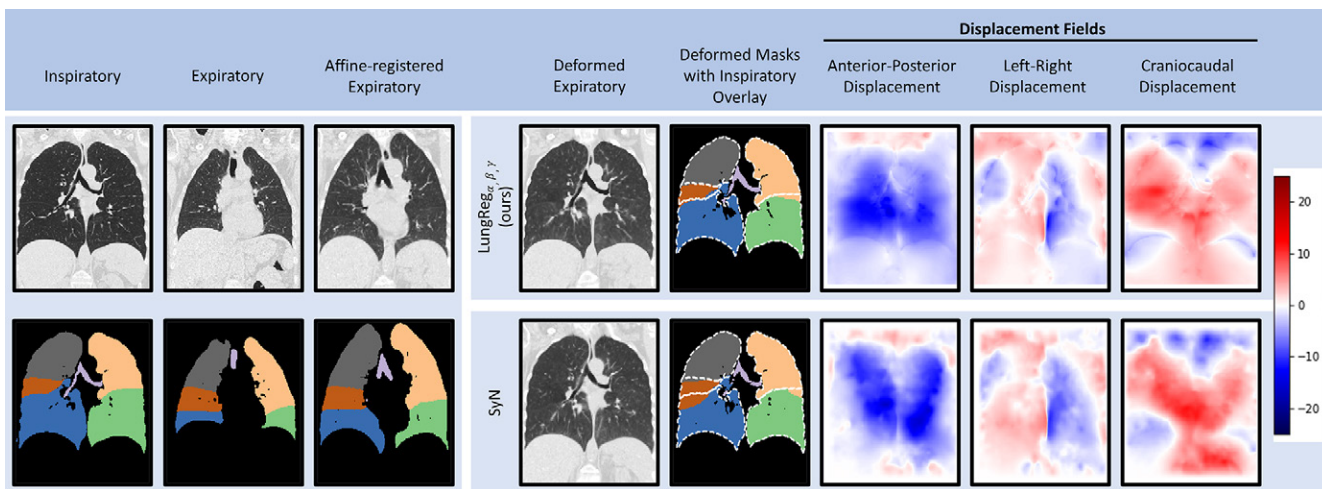 Displacement Fields
Inspiratory
Expiratory
Affine-registered
Expiratory
Deformed
Expiratory
Deformed Masks
with Inspiratory
Overlay
Anterior-Posterior
Displacement
Left-Right
Displacement
Craniocaudal
Displacement
LungReg α,β,γ
(ours)
SyN
20
10
0
−10
−20